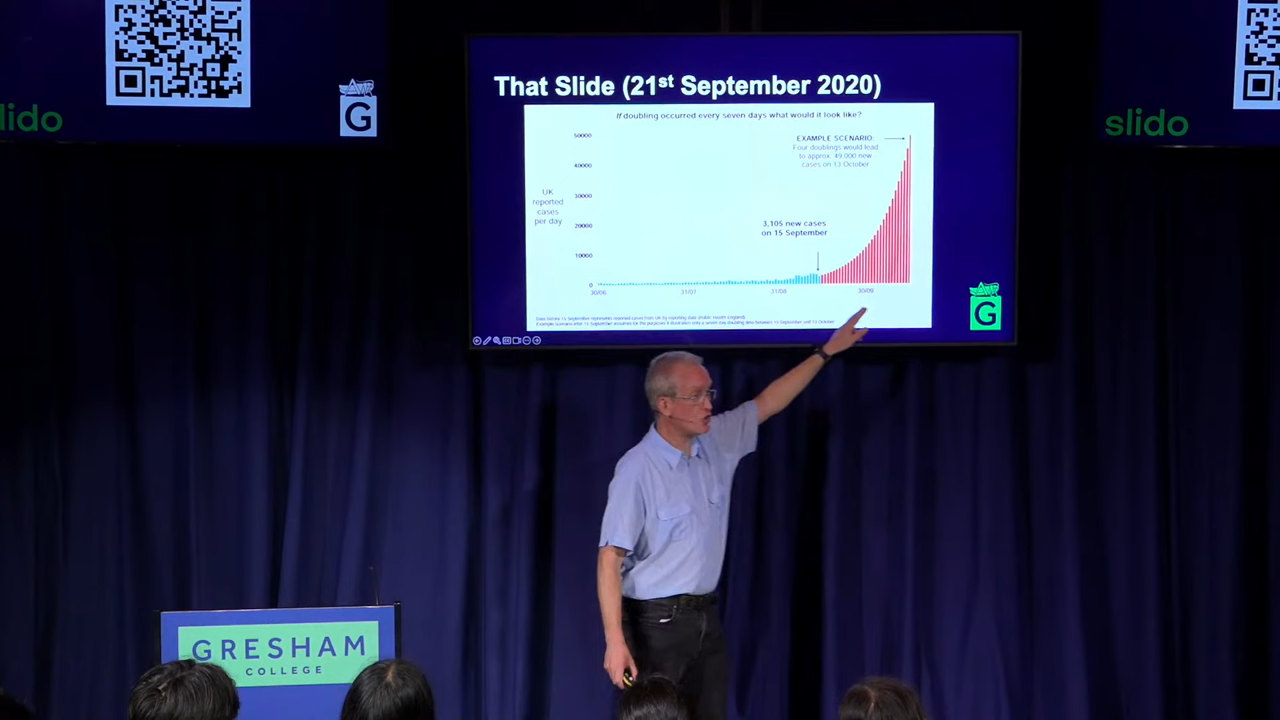 lido
G
slido
That Slide (21st September 2020)
If doubling occurred every seven days what would it look like?
50000
EXAMPLE SCENARIO:
Four doublings would lead
to approx. 49,000 new
cases on 13 October
40000
UK
reported
cases
per day
30000
20000
3,105 new cases
on 15 September
10000
0
30/06
31/07
31/08
30/09
G
GRESHAM
COLLEGE